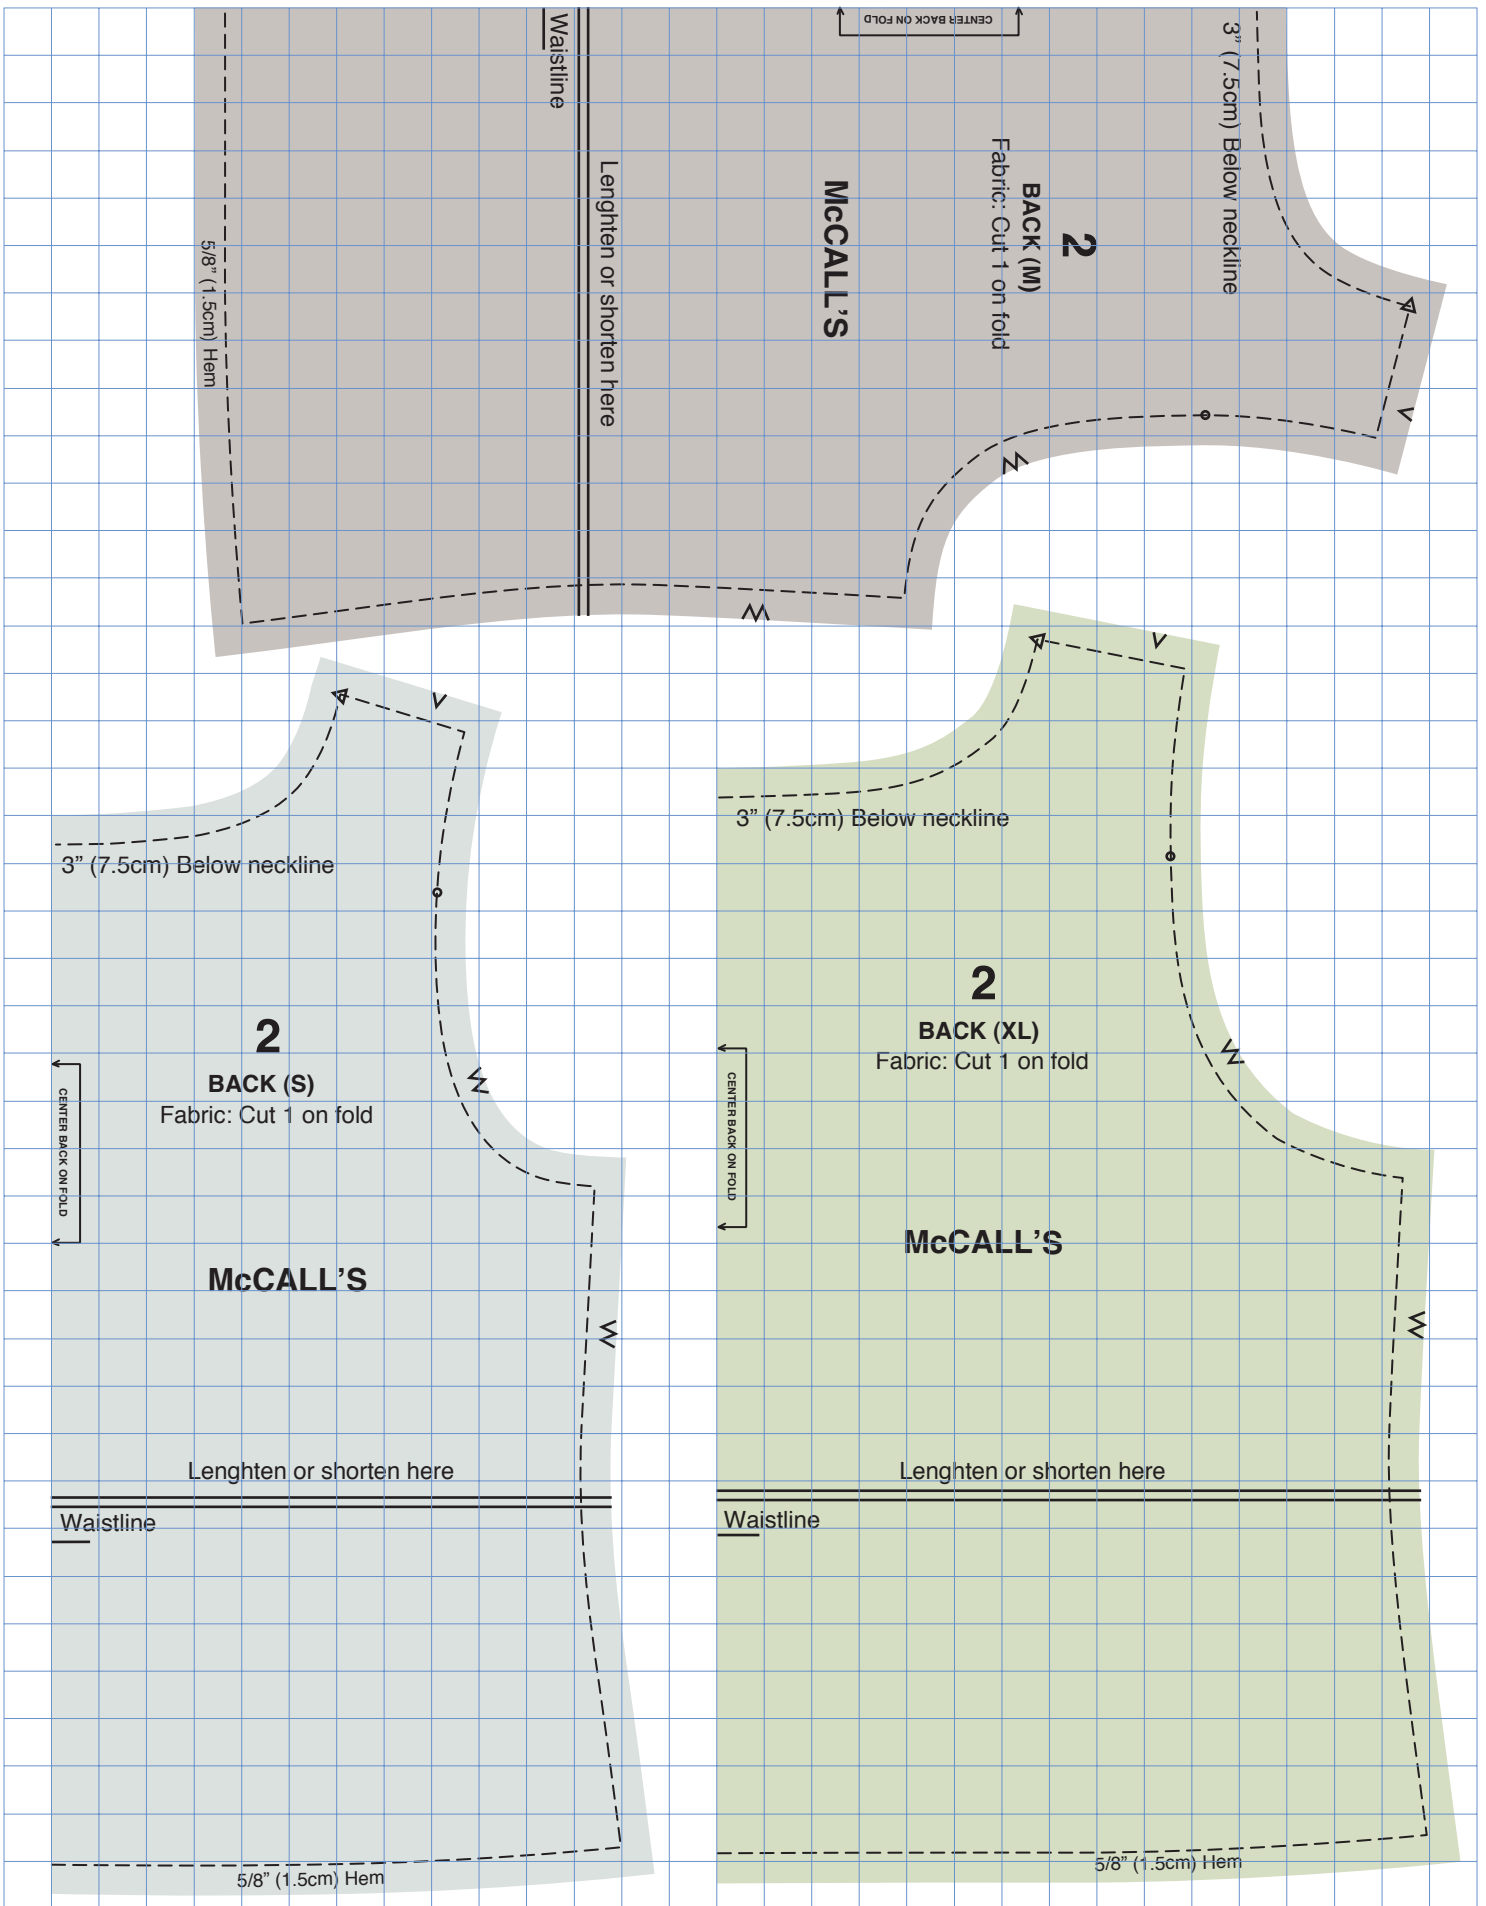 CENTER BACK ON FOLD
Waistline
Lenghten or shorten here
5/8” (1.5cm) Hem
McCALL’S
2
BACK (M)
Fabric: Cut 1 on fold
3” (7.5cm) Below neckline
3” (7.5cm) Below neckline
2
BACK (S)
Fabric: Cut 1 on fold
CENTER BACK ON FOLD
McCALL’S
Lenghten or shorten here
Waistline
5/8” (1.5cm) Hem
3” (7.5cm) Below neckline
2
BACK (XL)
Fabric: Cut 1 on fold
CENTER BACK ON FOLD
McCALL’S
Lenghten or shorten here
Waistline
5/8” (1.5cm) Hem